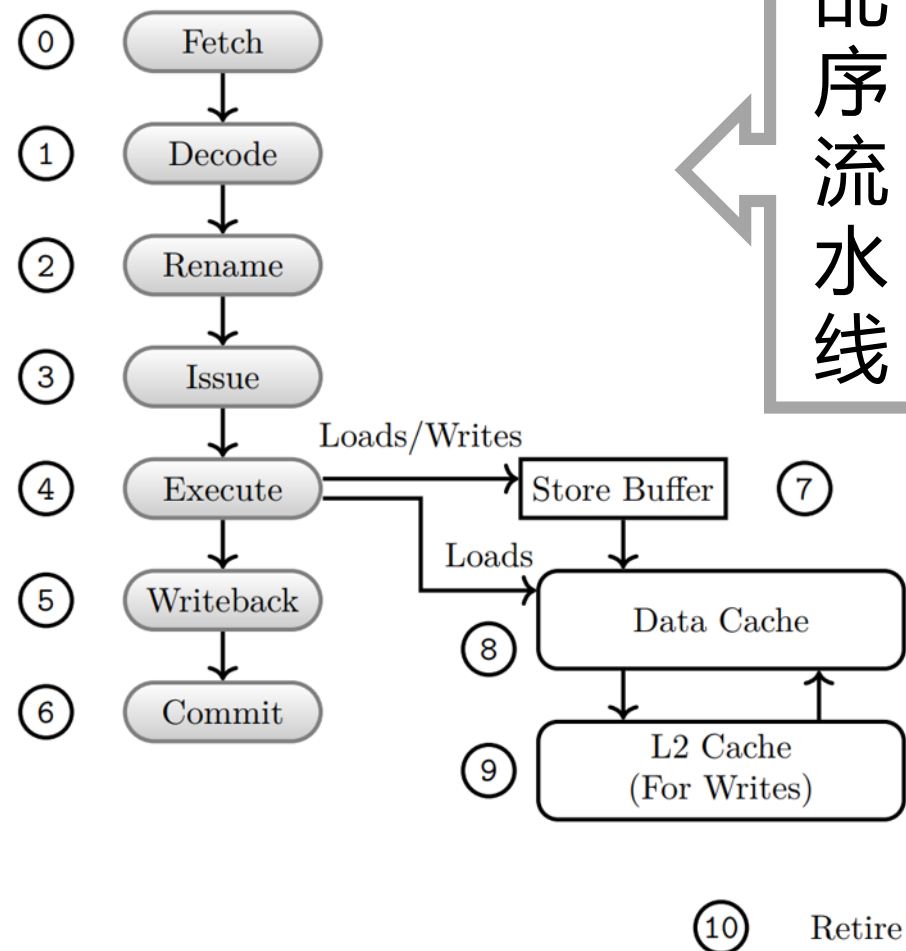 0 Fetch
1 Decode
2 Rename
3 Issue
Loads/Writes
4 Execute
Store Buffer 7
Loads
5 Writeback
Data Cache
8
6 Commit
L2 Cache
(For Writes)
9
10 Retire
序
流
水
线